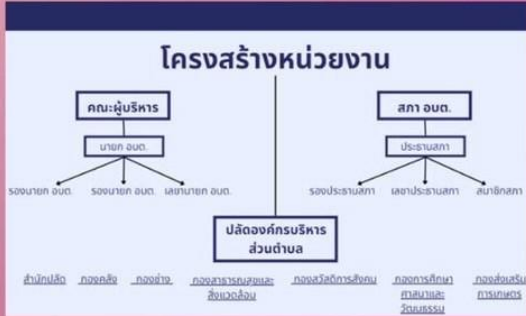 โครงสร้างหน่วยงาน
คณะผู้บริหาร
สภา อบต.
นายก อบต.
ประธานสภา
รองนายก อบต. รองนายก อบต. เลขานายก อบต.
รองประธานสภา เลขาประธานสภา สมาชิกสภา
ปลัดองค์กรบริหาร
ส่วนตำบล
สำนักปลัด กองคลัง กองช่าง กองสาธารณสุขและ กองสวัสดิการสังคม กองการศึกษา กองส่งเสริม
สิ่งแวดล้อม ศาสนาและ การเกษตร
วัฒนธรรม